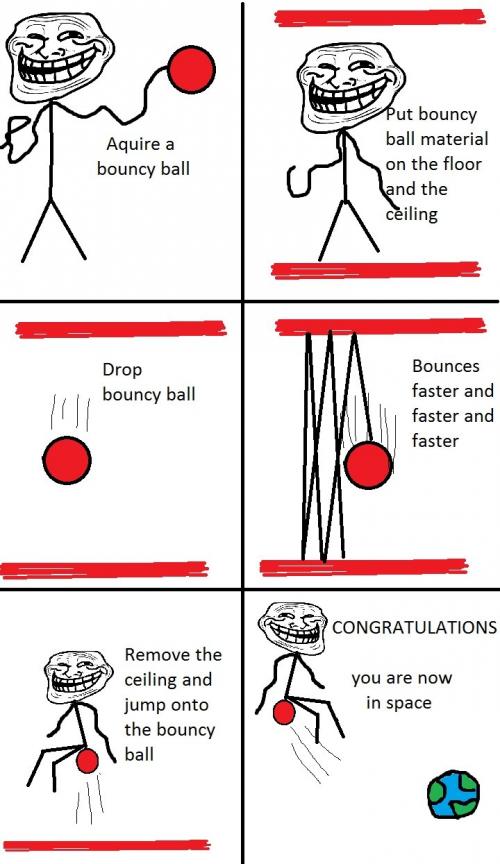 Aquire a
bouncy ball
Put bouncy
ball material
on the floor
and the
ceiling
Drop
bouncy ball
Bounces
faster and
faster and
faster
Remove the
ceiling and
jump onto
the bouncy
ball
CONGRATULATIONS
you are now
in space